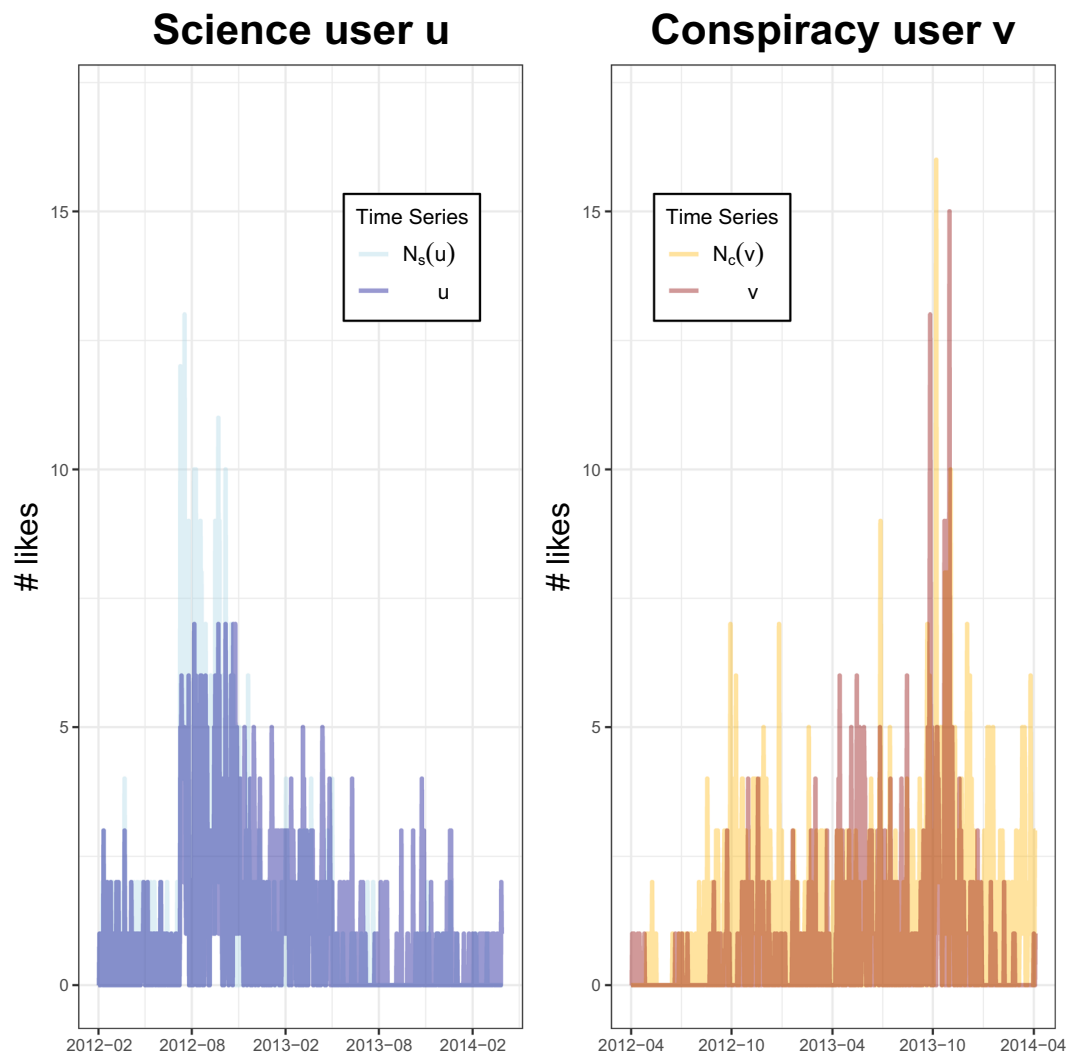 Science user u
# likes
15
10
5
0
Time Series
Nₛ(u)
u
2012−02
2012−08
2013−02
2013−08
2014−02
Conspiracy user v
# likes
15
10
5
0
Time Series
N_c(v)
v
2012−04
2012−10
2013−04
2013−10
2014−04